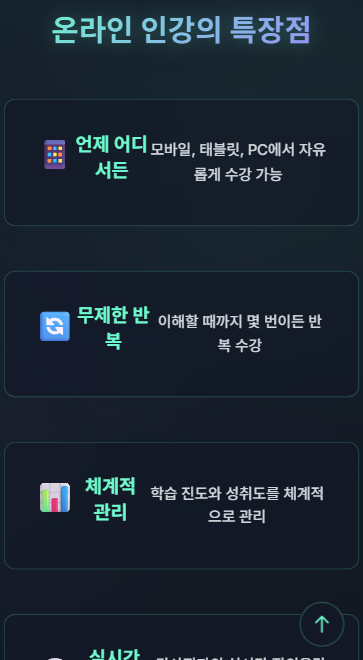 온라인 인강의 특장점
언제 어디
서든
모바일, 태블릿, PC에서 자유
롭게 수강 가능
무제한 반
복
이해할 때까지 몇 번이든 반
복 수강
체계적
관리
학습 진도와 성취도를 체계적
으로 관리
실시간